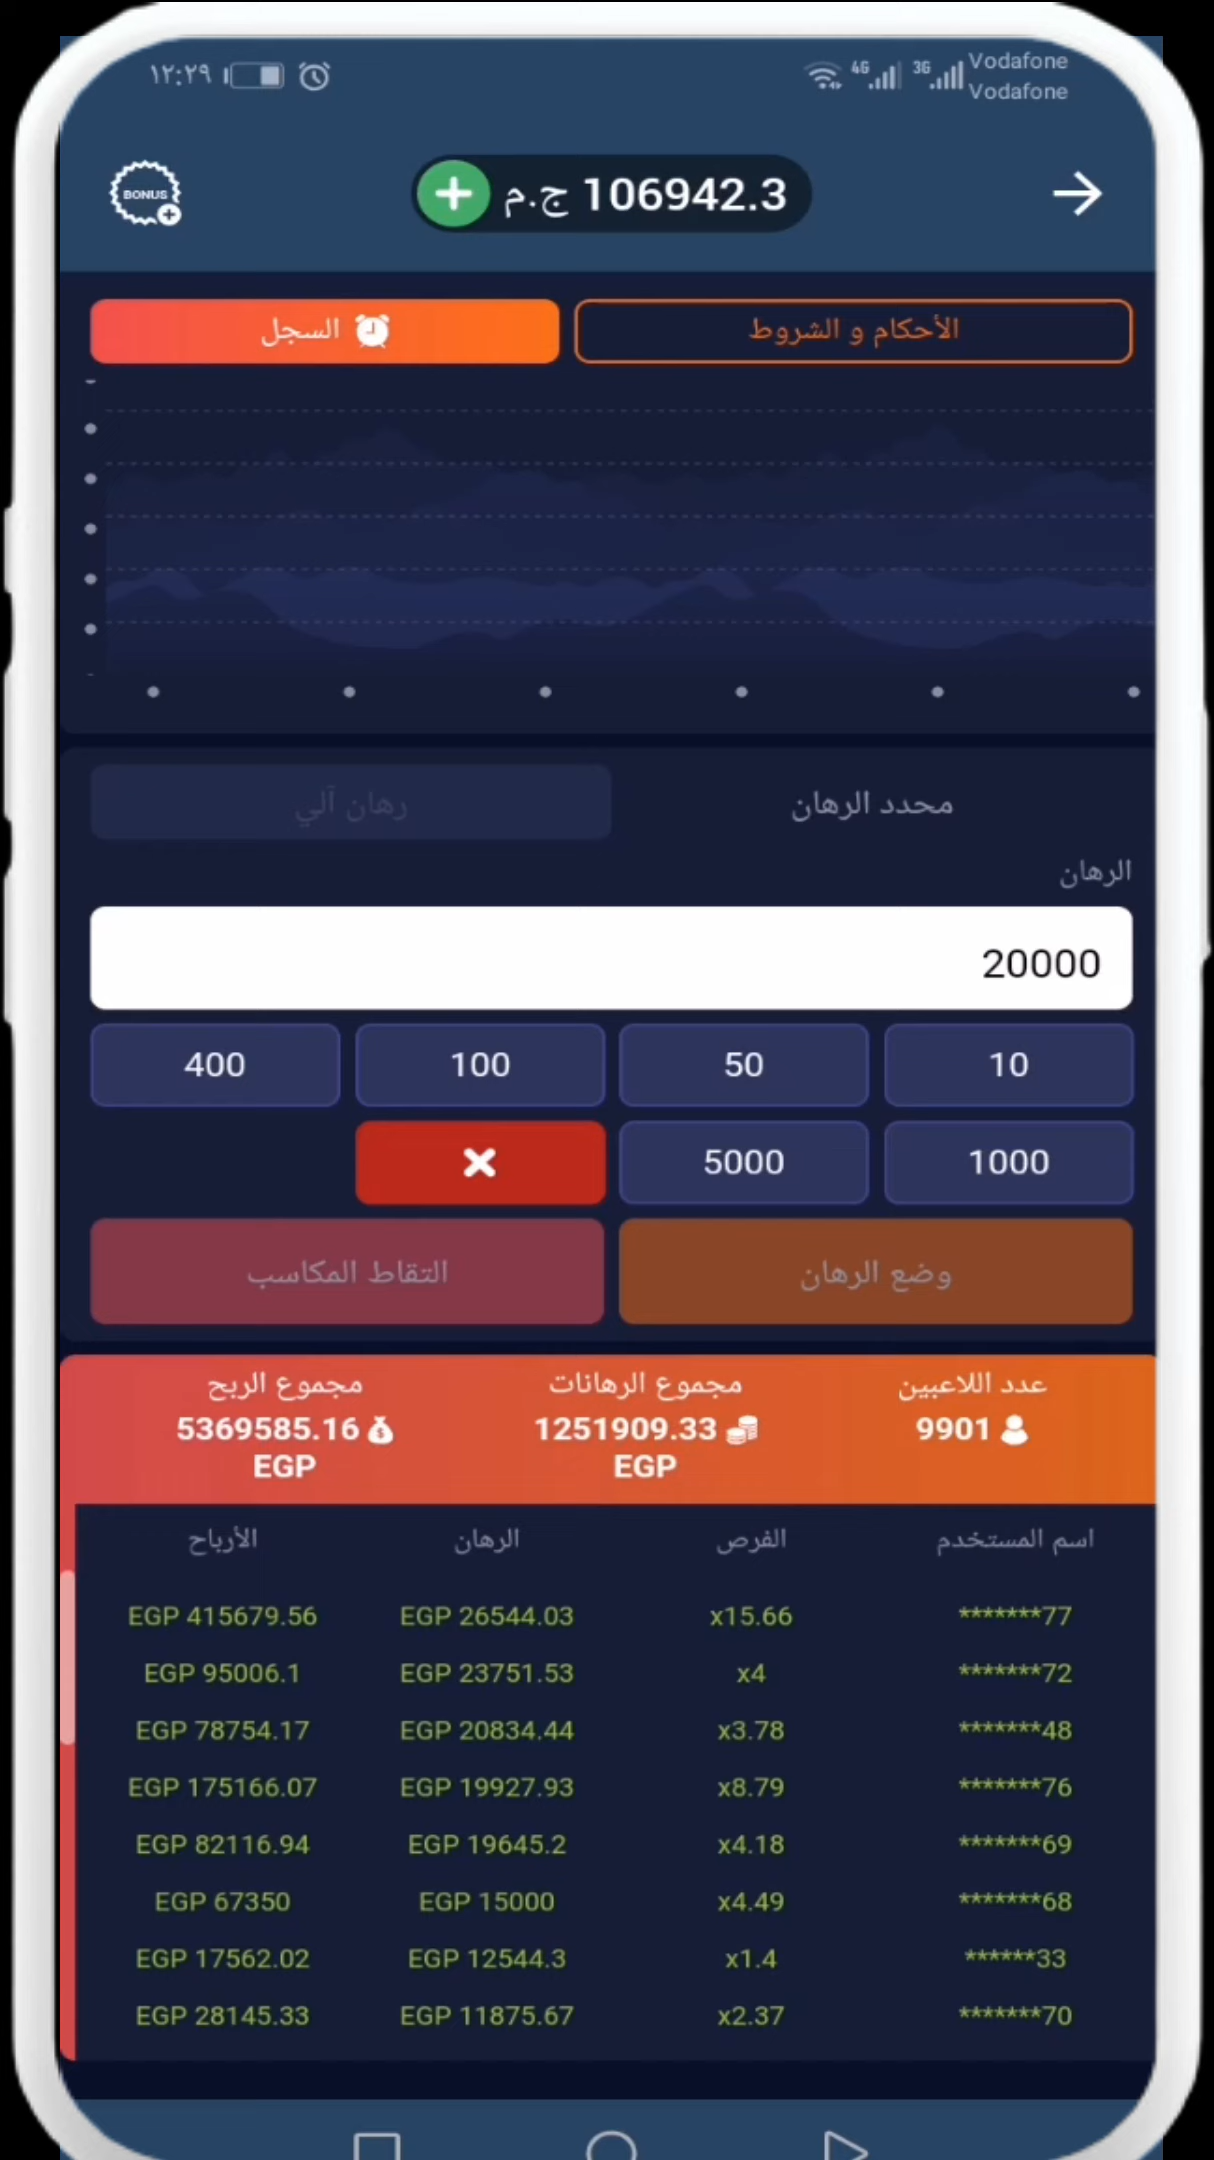 ١٢:٢٩
4G 3G Vodafone
Vodafone
BONUS
106942.3 ج.م
الأحكام و الشروط
السجل
محدد الرهان
رهان آلي
الرهان
20000
10
50
100
400
1000
5000
وضع الرهان
التقاط المكاسب
عدد اللاعبين
9901
مجموع الرهانات
1251909.33
EGP
مجموع الربح
5369585.16
EGP
اسم المستخدم الفرص الرهان الأرباح
*******77 x15.66 EGP 26544.03 EGP 415679.56
*******72 x4 EGP 23751.53 EGP 95006.1
*******48 x3.78 EGP 20834.44 EGP 78754.17
*******76 x8.79 EGP 19927.93 EGP 175166.07
*******69 x4.18 EGP 19645.2 EGP 82116.94
*******68 x4.49 EGP 15000 EGP 67350
******33 x1.4 EGP 12544.3 EGP 17562.02
*******70 x2.37 EGP 11875.67 EGP 28145.33